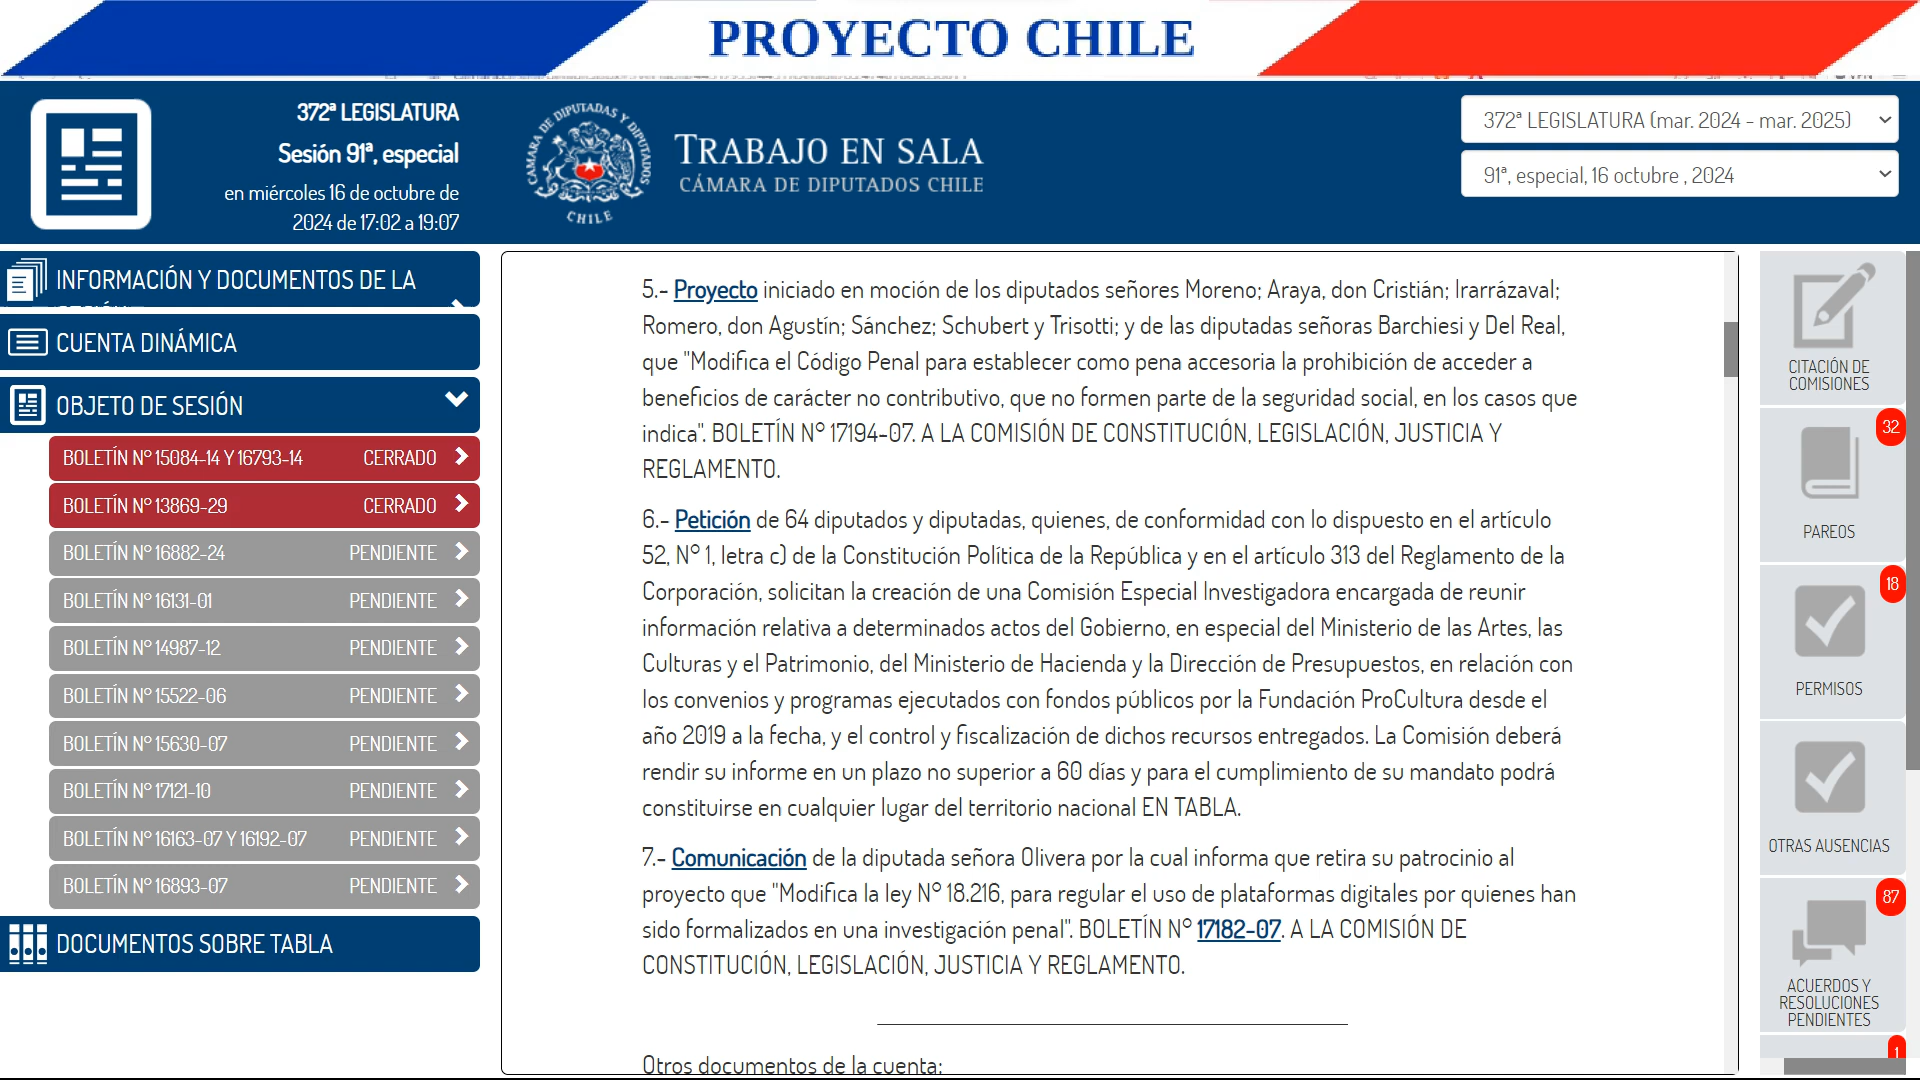 PROYECTO CHILE
372ª LEGISLATURA
Sesión 91ª, especial
en miércoles 16 de octubre de
2024 de 17:02 a 19:07
CÁMARA DE DIPUTADAS Y DIPUTADOS
CHILE
TRABAJO EN SALA
CÁMARA DE DIPUTADOS CHILE
372ª LEGISLATURA (mar. 2024 - mar. 2025)
91ª, especial, 16 octubre , 2024
INFORMACIÓN Y DOCUMENTOS DE LA
CUENTA DINÁMICA
OBJETO DE SESIÓN
BOLETÍN Nº 15084-14 Y 16793-14 CERRADO
BOLETÍN Nº 13869-29 CERRADO
BOLETÍN Nº 16882-24 PENDIENTE
BOLETÍN Nº 16131-01 PENDIENTE
BOLETÍN Nº 14987-12 PENDIENTE
BOLETÍN Nº 15522-06 PENDIENTE
BOLETÍN Nº 15630-07 PENDIENTE
BOLETÍN Nº 17121-10 PENDIENTE
BOLETÍN Nº 16163-07 Y 16192-07 PENDIENTE
BOLETÍN Nº 16893-07 PENDIENTE
DOCUMENTOS SOBRE TABLA
5.- Proyecto iniciado en moción de los diputados señores Moreno; Araya, don Cristián; Irarrázaval;
Romero, don Agustín; Sánchez; Schubert y Trisotti; y de las diputadas señoras Barchiesi y Del Real,
que "Modifica el Código Penal para establecer como pena accesoria la prohibición de acceder a
beneficios de carácter no contributivo, que no formen parte de la seguridad social, en los casos que
indica". BOLETÍN Nº 17194-07. A LA COMISIÓN DE CONSTITUCIÓN, LEGISLACIÓN, JUSTICIA Y
REGLAMENTO.
6.- Petición de 64 diputados y diputadas, quienes, de conformidad con lo dispuesto en el artículo
52, Nº 1, letra c) de la Constitución Política de la República y en el artículo 313 del Reglamento de la
Corporación, solicitan la creación de una Comisión Especial Investigadora encargada de reunir
información relativa a determinados actos del Gobierno, en especial del Ministerio de las Artes, las
Culturas y el Patrimonio, del Ministerio de Hacienda y la Dirección de Presupuestos, en relación con
los convenios y programas ejecutados con fondos públicos por la Fundación ProCultura desde el
año 2019 a la fecha, y el control y fiscalización de dichos recursos entregados. La Comisión deberá
rendir su informe en un plazo no superior a 60 días y para el cumplimiento de su mandato podrá
constituirse en cualquier lugar del territorio nacional EN TABLA.
7.- Comunicación de la diputada señora Olivera por la cual informa que retira su patrocinio al
proyecto que "Modifica la ley Nº 18.216, para regular el uso de plataformas digitales por quienes han
sido formalizados en una investigación penal". BOLETÍN Nº 17182-07. A LA COMISIÓN DE
CONSTITUCIÓN, LEGISLACIÓN, JUSTICIA Y REGLAMENTO.
Otros documentos de la cuenta:
CITACIÓN DE
COMISIONES
32
PAREOS
18
PERMISOS
OTRAS AUSENCIAS
87
ACUERDOS Y
RESOLUCIONES
PENDIENTES
1